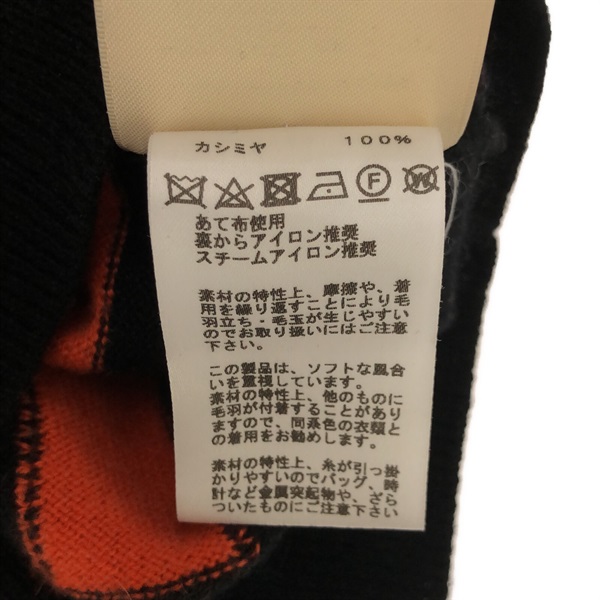 カシミヤ 100%
F W
あて布使用
裏からアイロン推奨
スチームアイロン推奨
素材の特性上、摩擦や、着
用を繰り返すことにより毛
羽立ち・毛玉が生じやすい
のでお取り扱いにはご注意
下さい。
この製品は、ソフトな風合
いを重視しています。
素材の特性上、他のものに
毛羽が付着することがあり
ますので、同系色の衣類と
の着用をお勧めします。
素材の特性上、糸が引っ掛
かりやすいのでバッグ、時
計など金属突起物や、ざら
ついたものにご注意下さい